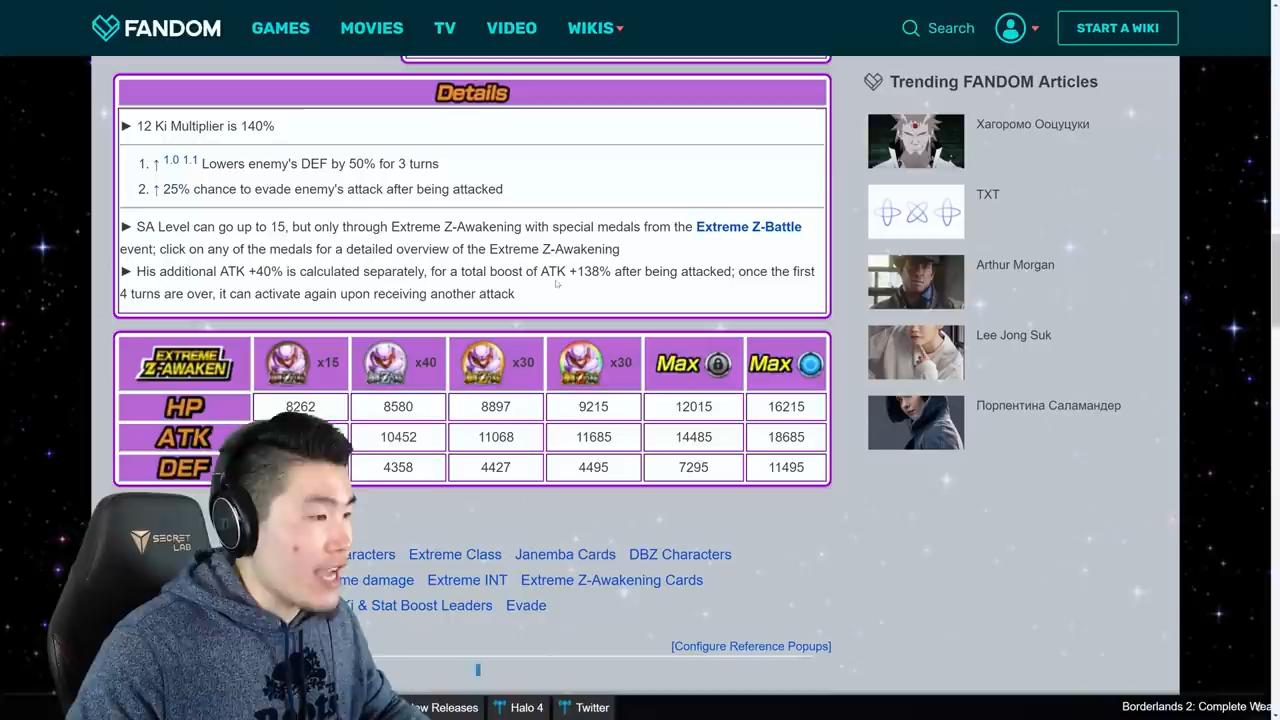 FANDOM GAMES MOVIES TV VIDEO WIKIS Search START A WIKI
Details
► 12 Ki Multiplier is 140%
1. ↑ 1.0 1.1 Lowers enemy's DEF by 50% for 3 turns
2. ↑ 25% chance to evade enemy's attack after being attacked
► SA Level can go up to 15, but only through Extreme Z-Awakening with special medals from the Extreme Z-Battle
event; click on any of the medals for a detailed overview of the Extreme Z-Awakening
► His additional ATK +40% is calculated separately, for a total boost of ATK +138% after being attacked; once the first
4 turns are over, it can activate again upon receiving another attack
EXTREME
Z-AWAKEN x15 x40 x30 x30 Max Max
HP 8262 8580 8897 9215 12015 16215
ATK 10452 11068 11685 14485 18685
DEF 4358 4427 4495 7295 11495
Extreme Class Janemba Cards DBZ Characters
damage Extreme INT Extreme Z-Awakening Cards
& Stat Boost Leaders Evade
[Configure Reference Popups]
Trending FANDOM Articles
Хагоромо Ооцуцуки
TXT
Arthur Morgan
Lee Jong Suk
Порпентина Саламандер
SECRET
LAB
Releases Halo 4 Twitter
Borderlands 2: Complete